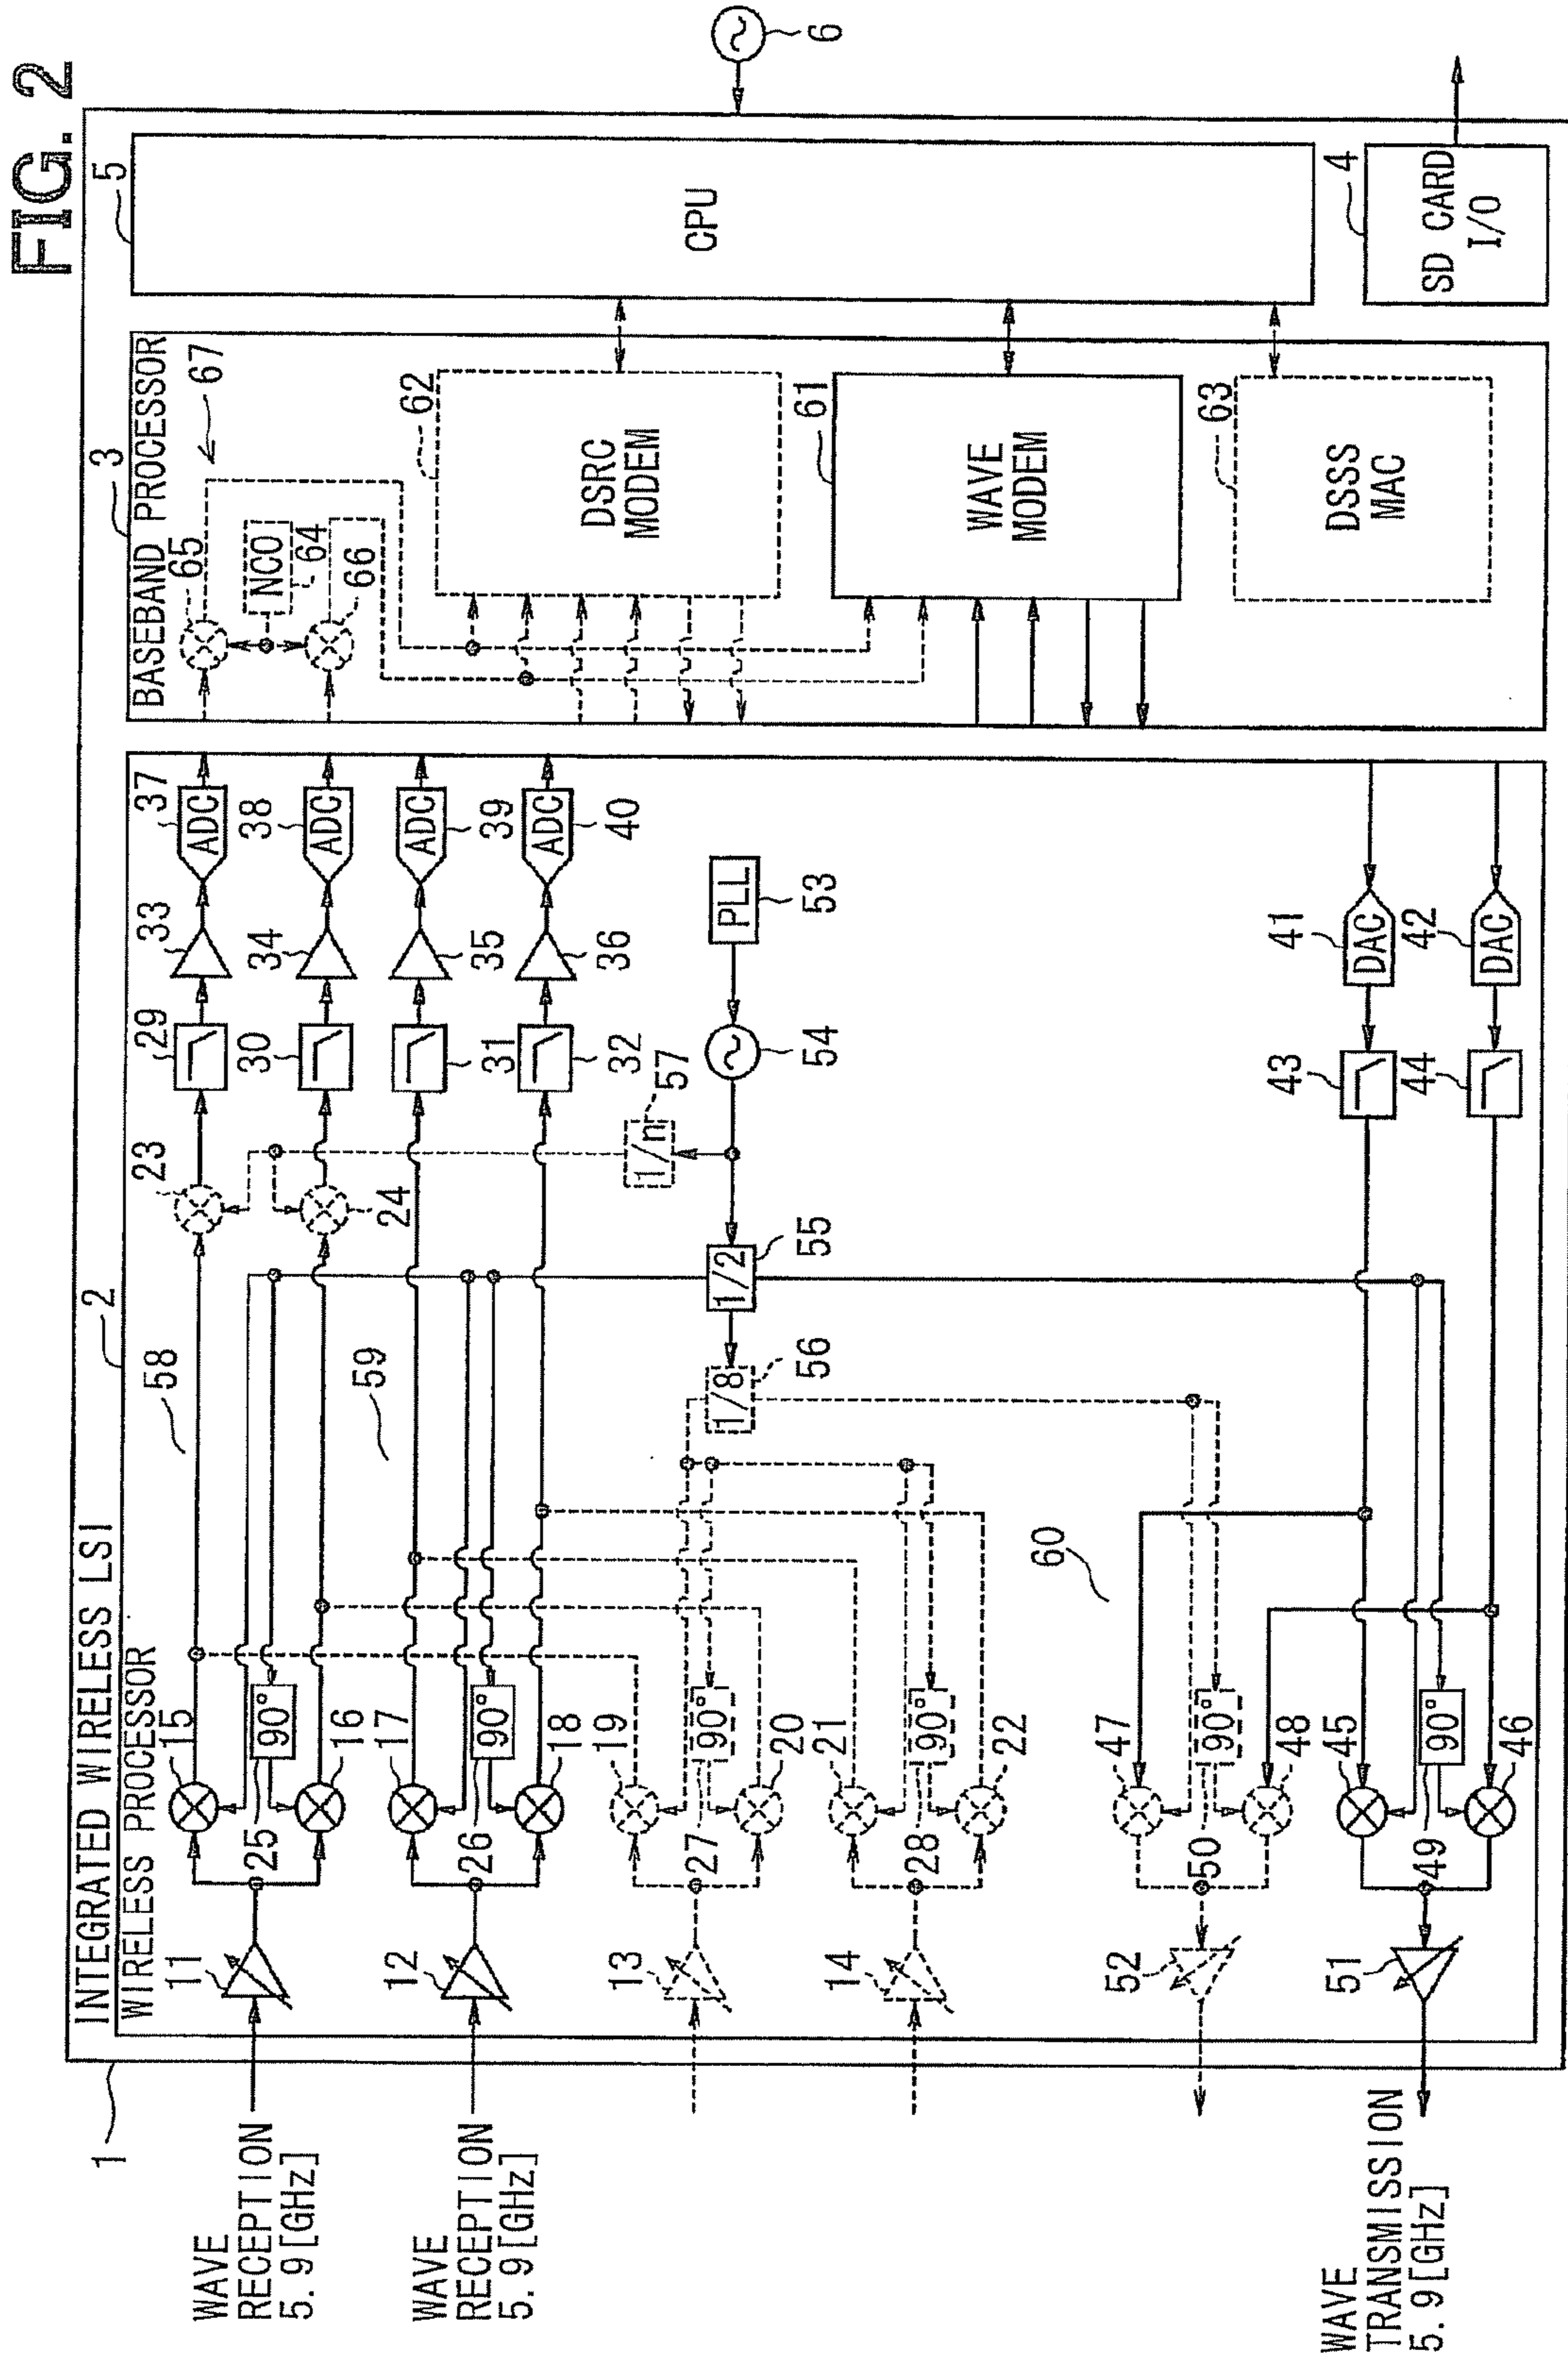 FIG. 2
1
INTEGRATED WIRELESS LSI
2
WIRELESS PROCESSOR
3
BASEBAND PROCESSOR
5
CPU
6
4
SD CARD
I/O
WAVE
RECEPTION
5.9[GHz]
WAVE
RECEPTION
5.9[GHz]
WAVE
TRANSMISSION
5.9[GHz]
11
12
13
14
52
51
15
25
90°
16
17
26
90°
18
19
27
90°
20
21
28
90°
22
47
50
90°
48
45
49
90°
46
58
59
60
23
24
1/8
56
1/2
55
1/n
57
54
PLL
53
29
30
31
32
33
34
35
36
37
ADC
38
ADC
39
ADC
40
ADC
41
DAC
42
DAC
43
44
65
NCO
64
66
67
62
DSRC
MODEM
61
WAVE
MODEM
63
DSSS
MAC